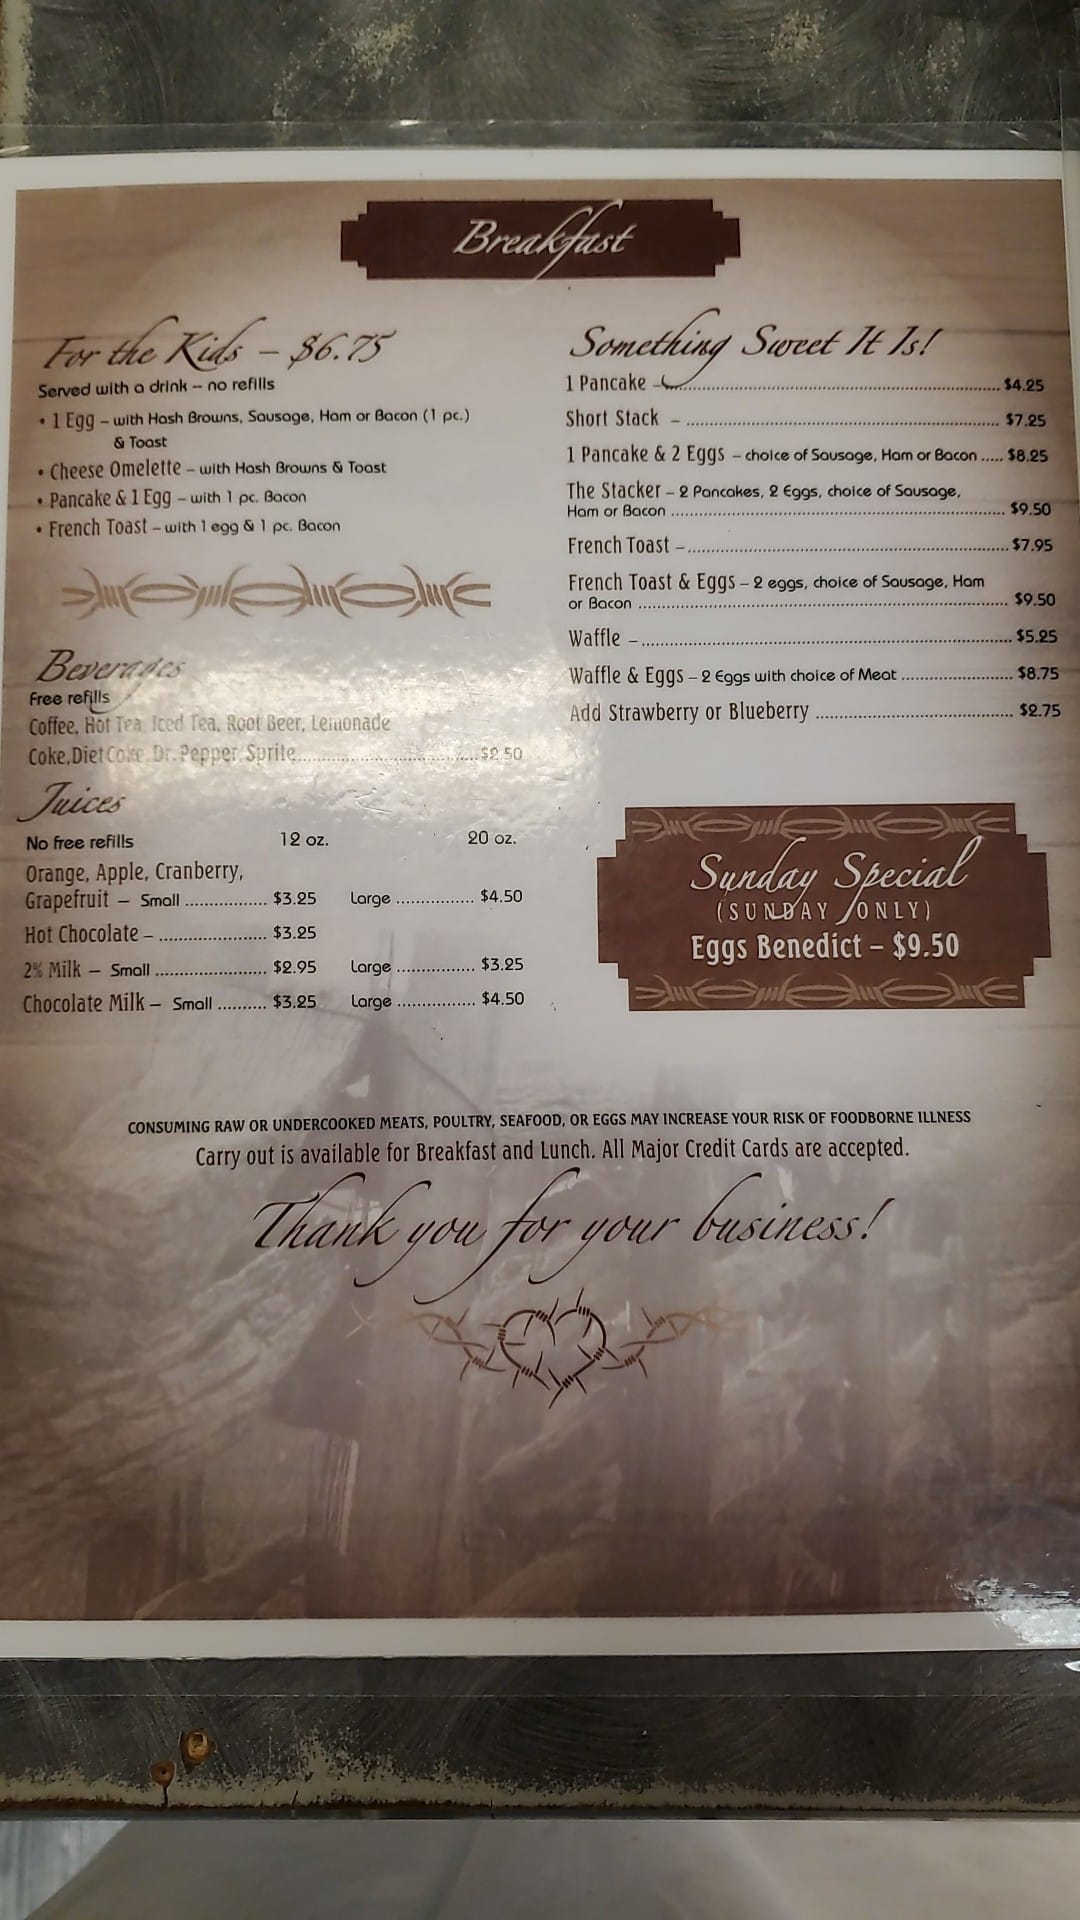 Breakfast
For the Kids – $6.75
Served with a drink – no refills
• 1 Egg – with Hash Browns, Sausage, Ham or Bacon (1 pc.)
& Toast
• Cheese Omelette – with Hash Browns & Toast
• Pancake & 1 Egg – with 1 pc. Bacon
• French Toast – with 1 egg & 1 pc. Bacon
Beverages
Free refills
Coffee, Hot Tea, Iced Tea, Root Beer, Lemonade
Coke, Diet Coke, Dr. Pepper, Sprite.................................$2.50
Juices
No free refills 12 oz. 20 oz.
Orange, Apple, Cranberry,
Grapefruit – Small ................ $3.25 Large ............... $4.50
Hot Chocolate – ..................... $3.25
2% Milk – Small ..................... $2.95 Large ............... $3.25
Chocolate Milk – Small .......... $3.25 Large ............... $4.50
Something Sweet It Is!
1 Pancake – ................................................................ $4.25
Short Stack – ............................................................ $7.25
1 Pancake & 2 Eggs – choice of Sausage, Ham or Bacon ..... $8.25
The Stacker – 2 Pancakes, 2 Eggs, choice of Sausage,
Ham or Bacon ................................................................ $9.50
French Toast – ............................................................ $7.95
French Toast & Eggs – 2 eggs, choice of Sausage, Ham
or Bacon ...................................................................... $9.50
Waffle – ...................................................................... $5.25
Waffle & Eggs – 2 Eggs with choice of Meat ..................... $8.75
Add Strawberry or Blueberry ...................................... $2.75
Sunday Special
(SUNDAY ONLY)
Eggs Benedict – $9.50
CONSUMING RAW OR UNDERCOOKED MEATS, POULTRY, SEAFOOD, OR EGGS MAY INCREASE YOUR RISK OF FOODBORNE ILLNESS
Carry out is available for Breakfast and Lunch. All Major Credit Cards are accepted.
Thank you for your business!